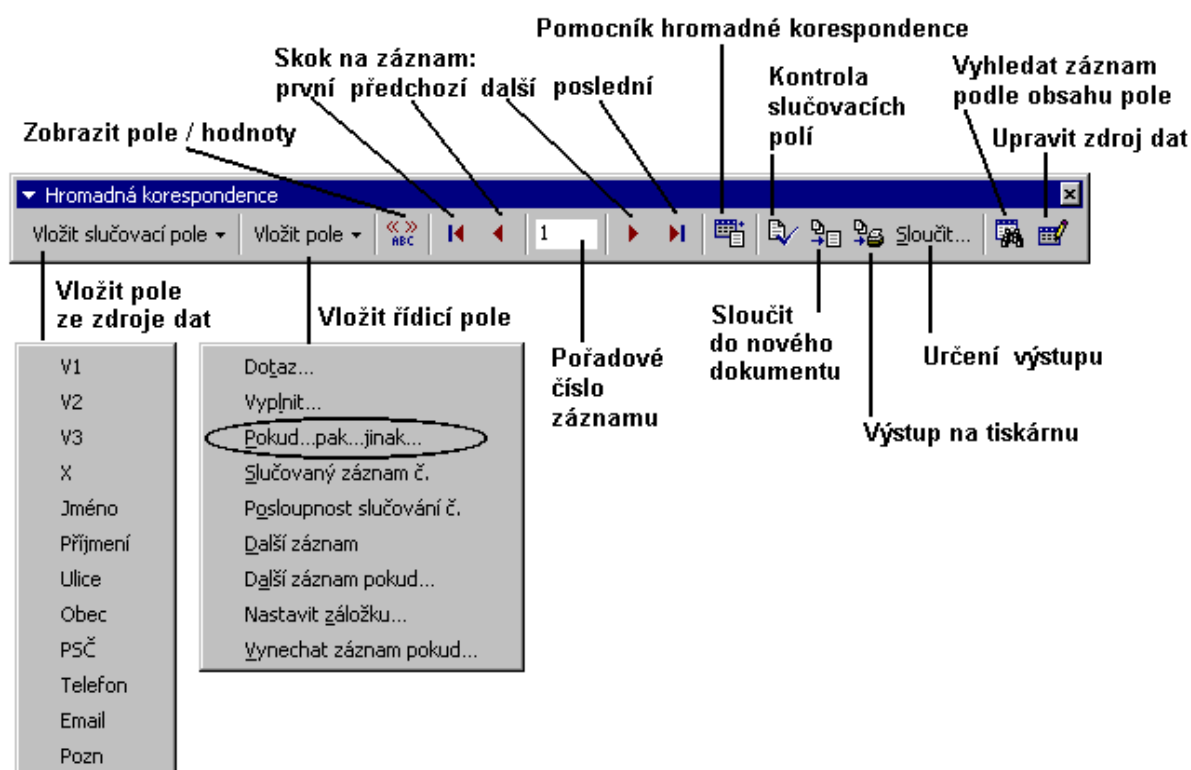 Pomocník hromadné korespondence
Skok na záznam:
první předchozí další poslední
Kontrola
slučovacích
polí
Vyhledat záznam
podle obsahu pole
Zobrazit pole / hodnoty
Upravit zdroj dat
Hromadná korespondence
Vložit slučovací pole
Vložit pole
« »
ABC
1
Sloučit...
Vložit pole
ze zdroje dat
Vložit řídicí pole
Pořadové
číslo
záznamu
Sloučit
do nového
dokumentu
Určení výstupu
Výstup na tiskárnu
V1
V2
V3
X
Jméno
Příjmení
Ulice
Obec
PSČ
Telefon
Email
Pozn
Dotaz...
Vyplnit...
Pokud...pak...jinak...
Slučovaný záznam č.
Posloupnost slučování č.
Další záznam
Další záznam pokud...
Nastavit záložku...
Vynechat záznam pokud...